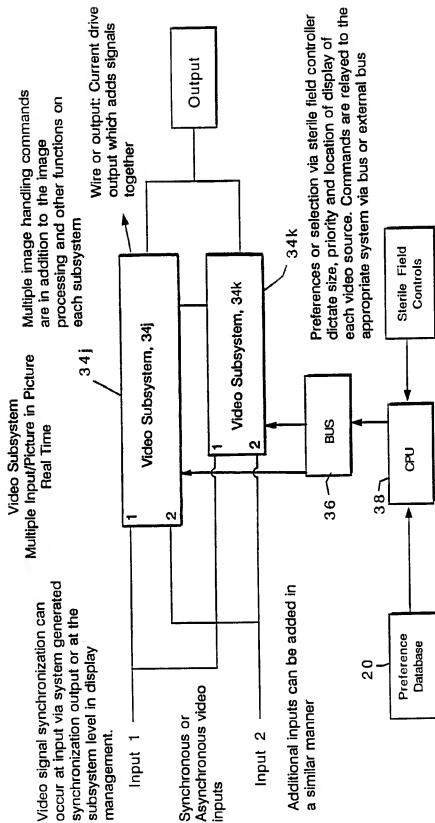 Video Subsystem
Multiple Input/Picture in Picture
Real Time
Video signal synchronization can
occur at input via system generated
synchronization output or at the
subsystem level in display
management.
Multiple image handling commands
are in addition to the image
processing and other functions on
each subsystem
34j
Wire or output: Current drive
output which adds signals
together
Input 1
1
Video Subsystem, 34j
2
Output
Synchronous or
Asynchronous video
inputs
1
Video Subsystem, 34k
2
34k
Input 2
Additional inputs can be added in
a similar manner
36
BUS
Preferences or selection via sterile field controller
dictate size, priority and location of display of
each video source. Commands are relayed to the
appropriate system via bus or external bus
20
Preference
Database
38
CPU
Sterile Field
Controls